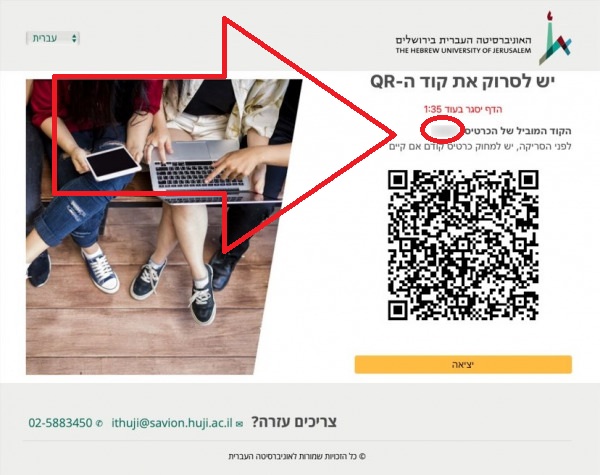 עברית
האוניברסיטה העברית בירושלים
THE HEBREW UNIVERSITY OF JERUSALEM
יש לסרוק את קוד ה-QR
הדף יסגר בעוד 1:35
הקוד המוביל של הכרטיס
לפני הסריקה, יש למחוק כרטיס קודם אם קיים
יציאה
צריכים עזרה? ithuji@savion.huji.ac.il 02-5883450
© כל הזכויות שמורות לאוניברסיטה העברית